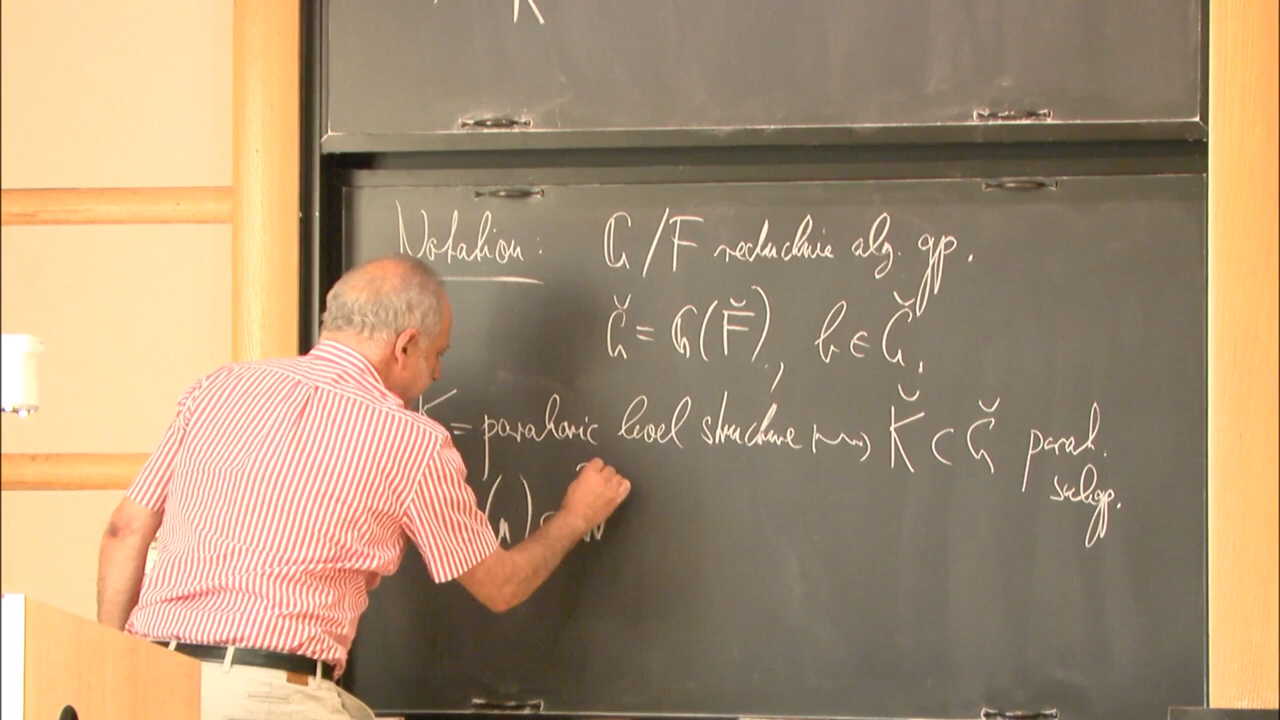 K
Notation: G/F reductive alg. gp.
Ğ = G(F̆), b ∈ Ğ,
K = parahoric level structure ⇝ K̆ ⊂ Ğ parah. subgp.
(μ)